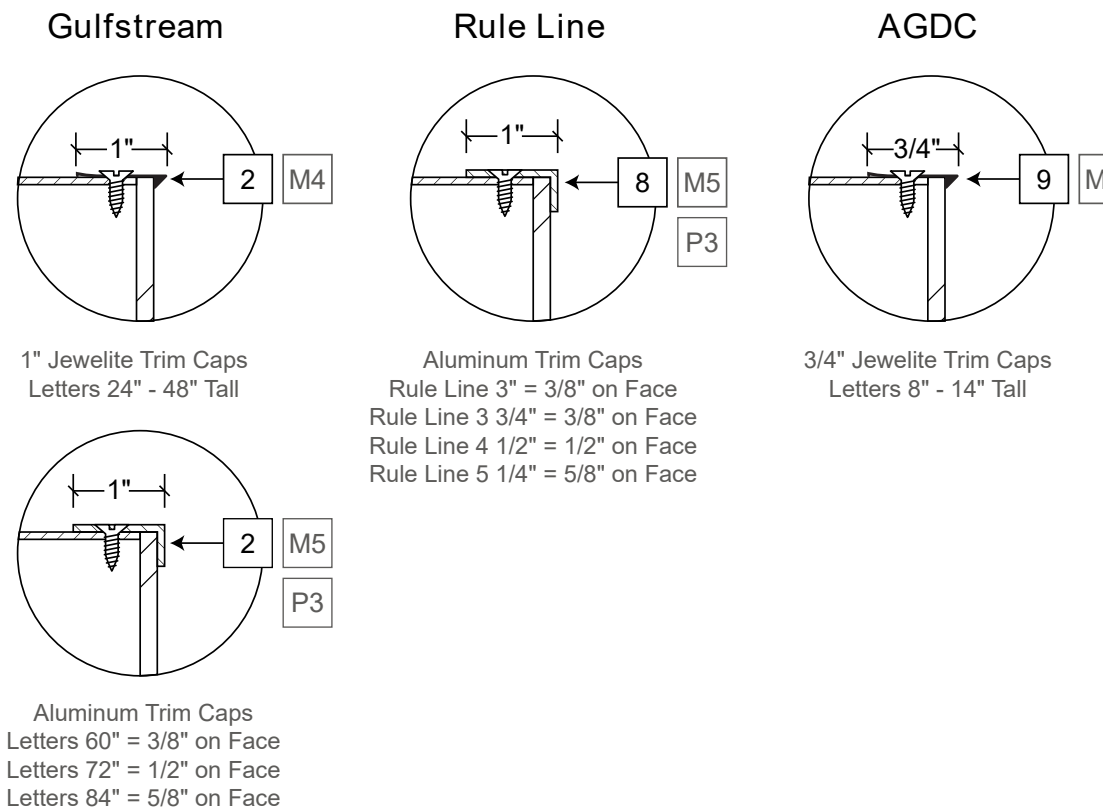 Gulfstream
1"
2 M4
1" Jewelite Trim Caps
Letters 24" - 48" Tall
1"
2 M5
P3
Aluminum Trim Caps
Letters 60" = 3/8" on Face
Letters 72" = 1/2" on Face
Letters 84" = 5/8" on Face
Rule Line
1"
8 M5
P3
Aluminum Trim Caps
Rule Line 3" = 3/8" on Face
Rule Line 3 3/4" = 3/8" on Face
Rule Line 4 1/2" = 1/2" on Face
Rule Line 5 1/4" = 5/8" on Face
AGDC
3/4"
9
3/4" Jewelite Trim Caps
Letters 8" - 14" Tall